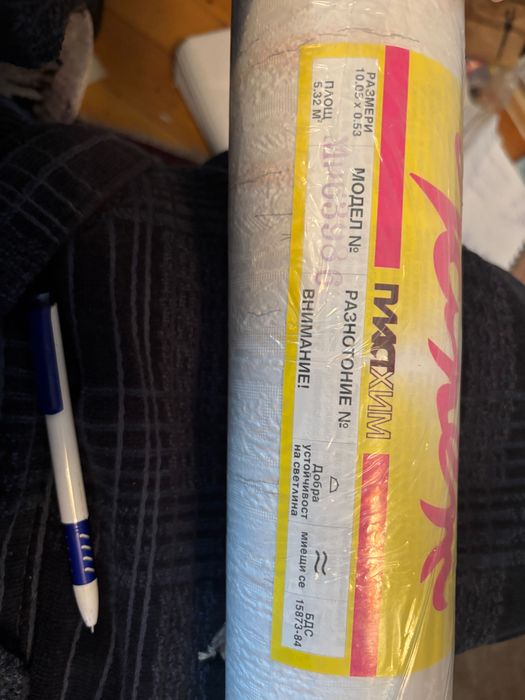 РАЗМЕРИ
10.05 x 0.53
ПЛОЩ
5.32 М²
МОДЕЛ №
РАЗНОТОНИЕ №
ВНИМАНИЕ!
ПЛАСТХИМ
Добра
устойчивост
на светлина
миещи се
БДС
15873-84